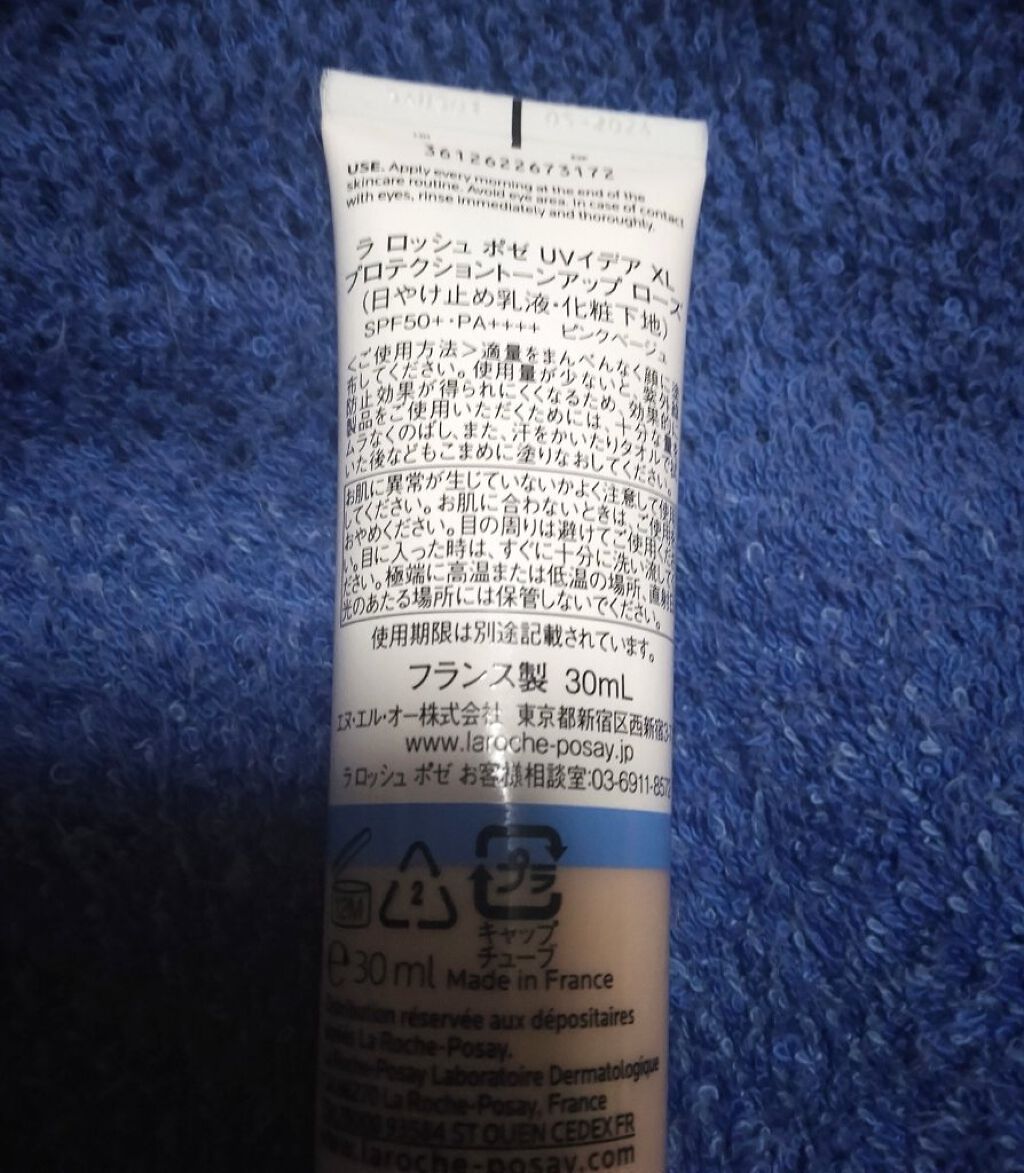 3612622673172
USE. Apply every morning at the end of the
skincare routine. Avoid eye area. In case of contact
with eyes, rinse immediately and thoroughly.
ラ ロッシュ ポゼ UVイデア XL
プロテクショントーンアップ ローズ
(日やけ止め乳液・化粧下地)
SPF50+・PA++++ ピンクベージュ
<ご使用方法>適量をまんべんなく顔に塗
布してください。使用量が少ないと、紫外線
防止効果が得られにくくなるため、効果的に
製品をご使用いただくためには、十分な量を
ムラなくのばし、また、汗をかいたりタオルで
いた後などもこまめに塗りなおしてください。
お肌に異常が生じていないかよく注意して使用
してください。お肌に合わないときは、ご使用を
おやめください。目の周りは避けてご使用くだ
い。目に入った時は、すぐに十分に洗い流して
ださい。極端に高温または低温の場所、直射日
光のあたる場所には保管しないでください。
使用期限は別途記載されています。
フランス製 30mL
エヌ・エル・オー株式会社 東京都新宿区西新宿3-
www.laroche-posay.jp
ラ ロッシュ ポゼ お客様相談室:03-6911-8572
12M 2 プラ
キャップ
チューブ
e 30 ml Made in France
réservée aux dépositaires
La Roche-Posay.
Posay Laboratoire Dermatologique
La Roche-Posay, France
93584 ST OUEN CEDEX FR
www.laroche-posay.com